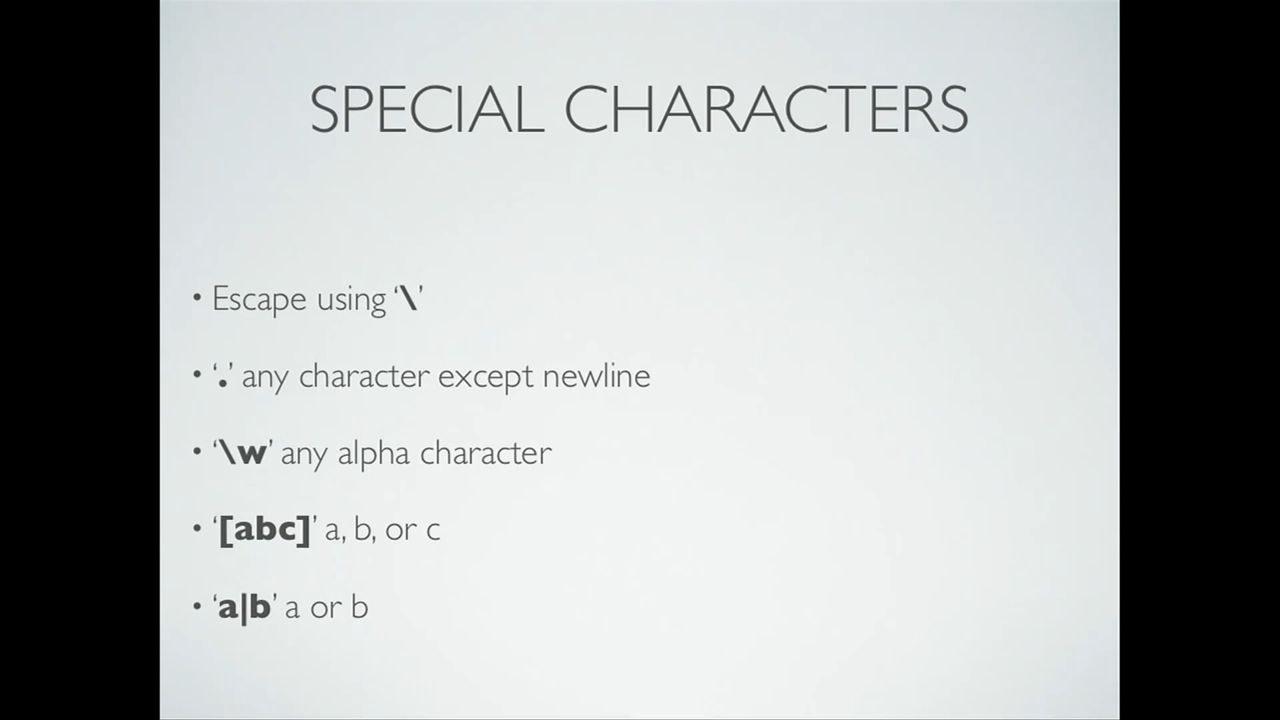 SPECIAL CHARACTERS
• Escape using ‘\’
• ‘.’ any character except newline
• ‘\w’ any alpha character
• ‘[abc]’ a, b, or c
• ‘a|b’ a or b